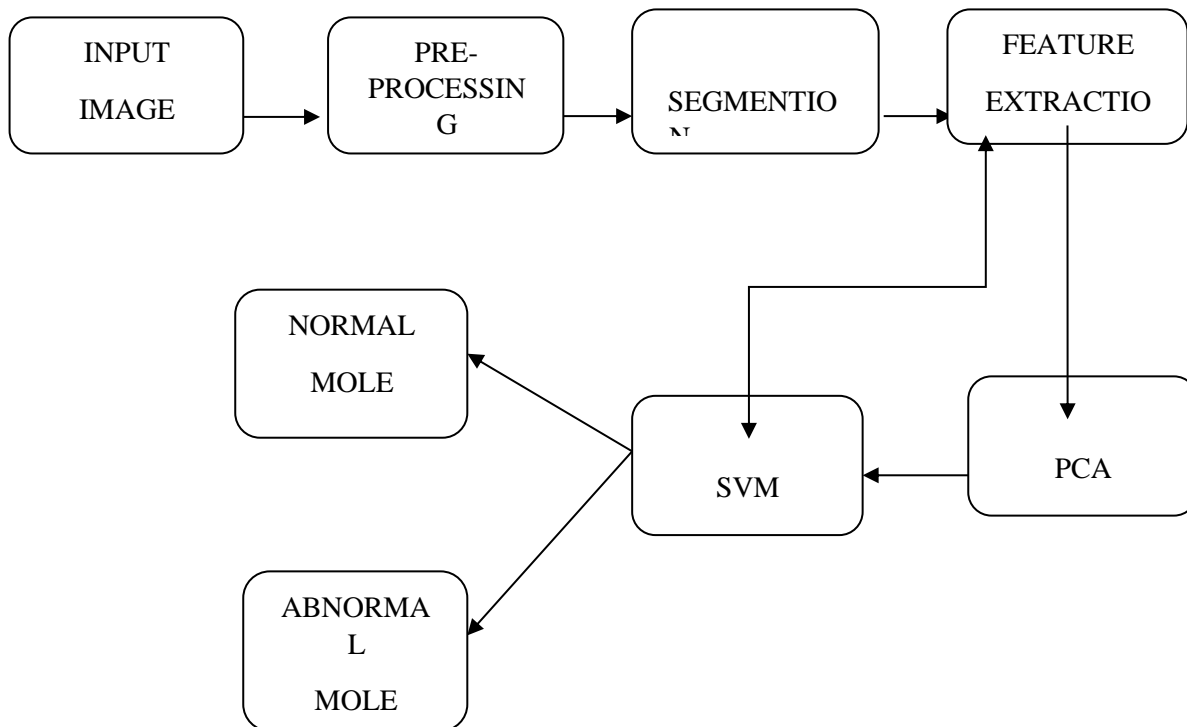 INPUT
IMAGE
PRE-
PROCESSIN
G
SEGMENTIO
N
FEATURE
EXTRACTIO
NORMAL
MOLE
SVM
PCA
ABNORMA
L
MOLE